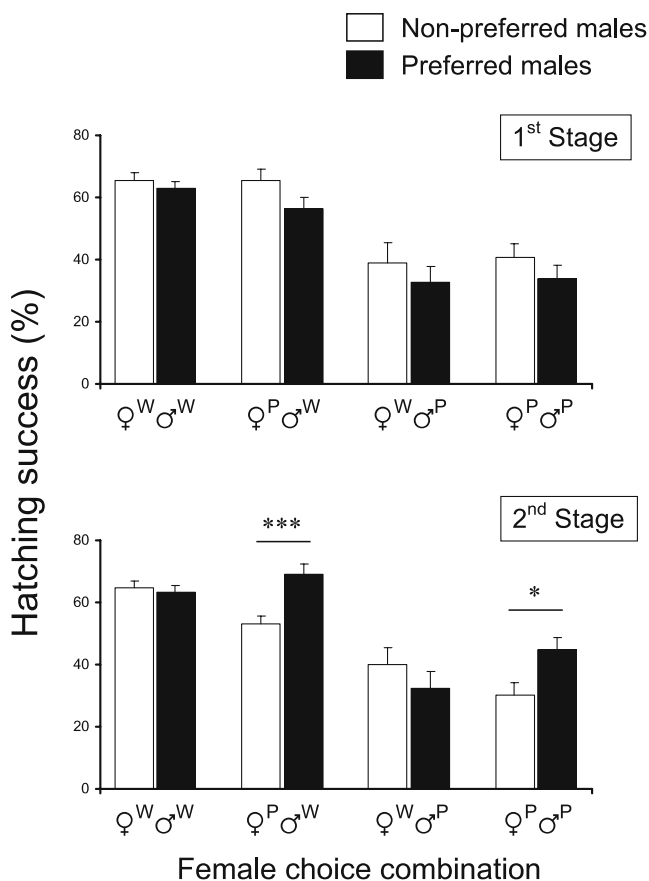 Non-preferred males
Preferred males
1st Stage
Hatching success (%)
80
60
40
20
0
♀W♂W ♀P♂W ♀W♂P ♀P♂P
2nd Stage
80
60
40
20
0
*** *
♀W♂W ♀P♂W ♀W♂P ♀P♂P
Female choice combination